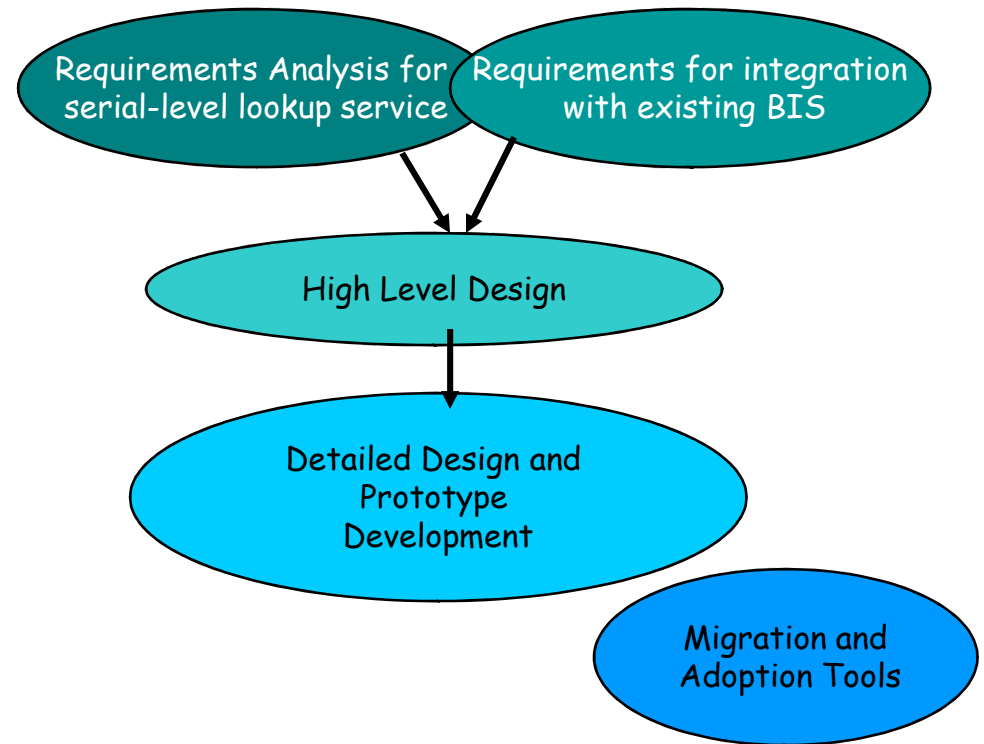 Requirements Analysis for
serial-level lookup service
Requirements for integration
with existing BIS
High Level Design
Detailed Design and
Prototype
Development
Migration and
Adoption Tools